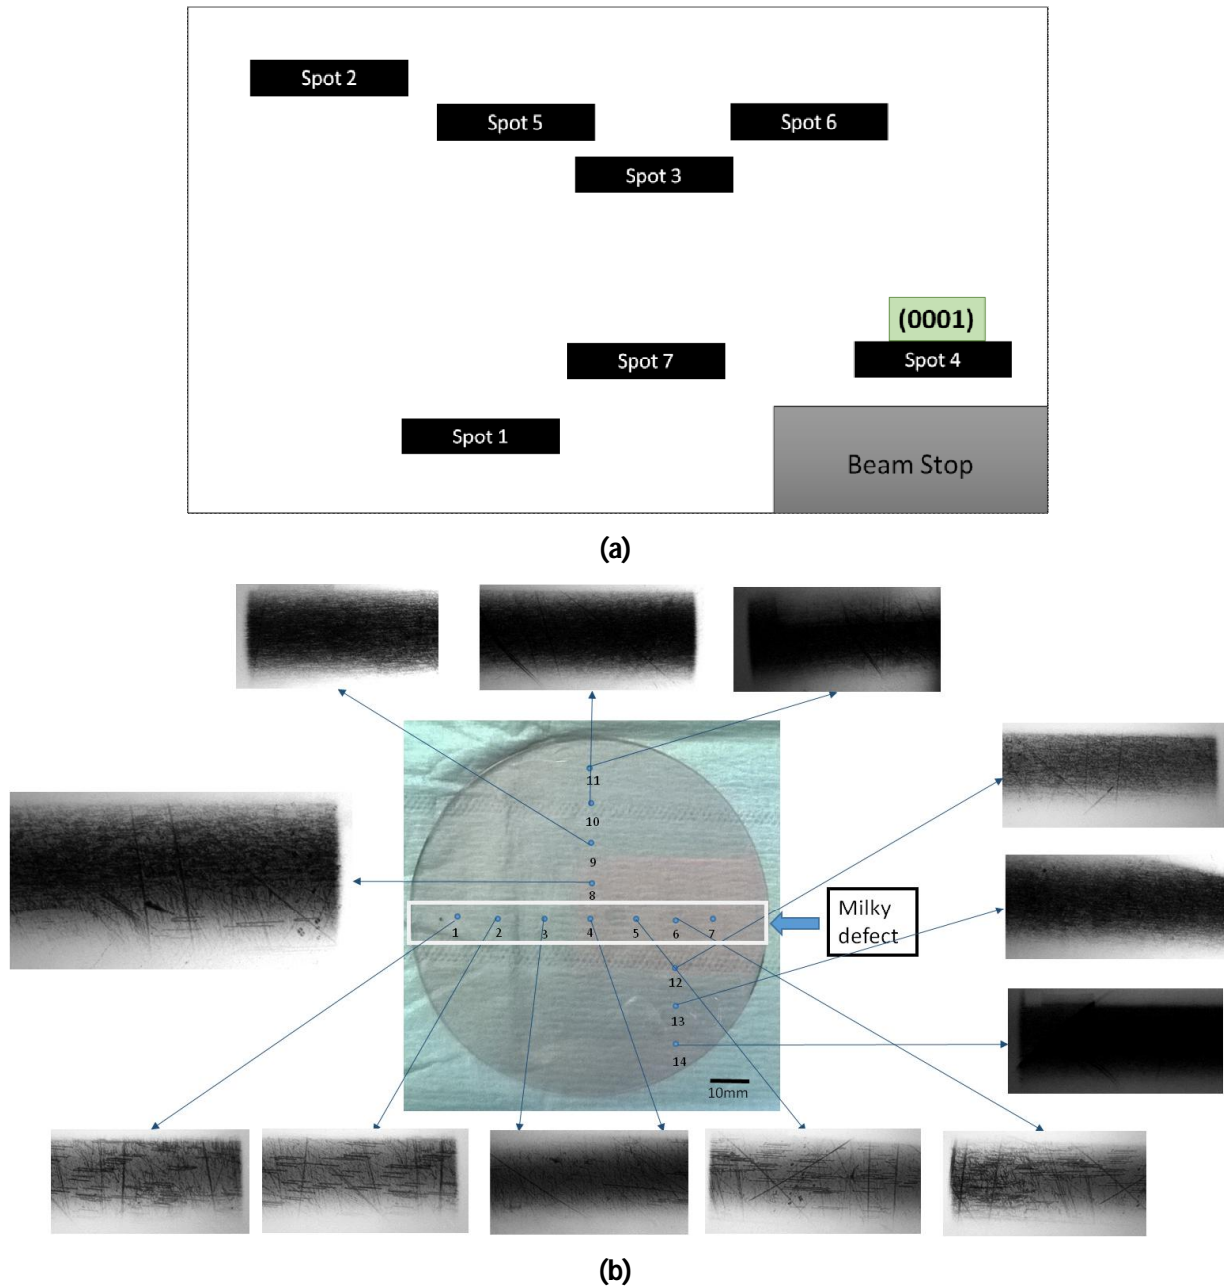 Spot 2
Spot 5
Spot 6
Spot 3
(0001)
Spot 7
Spot 4
Spot 1
Beam Stop
(a)
11
10
9
8
1
2
3
4
5
6
7
Milky
defect
12
13
14
10mm
(b)